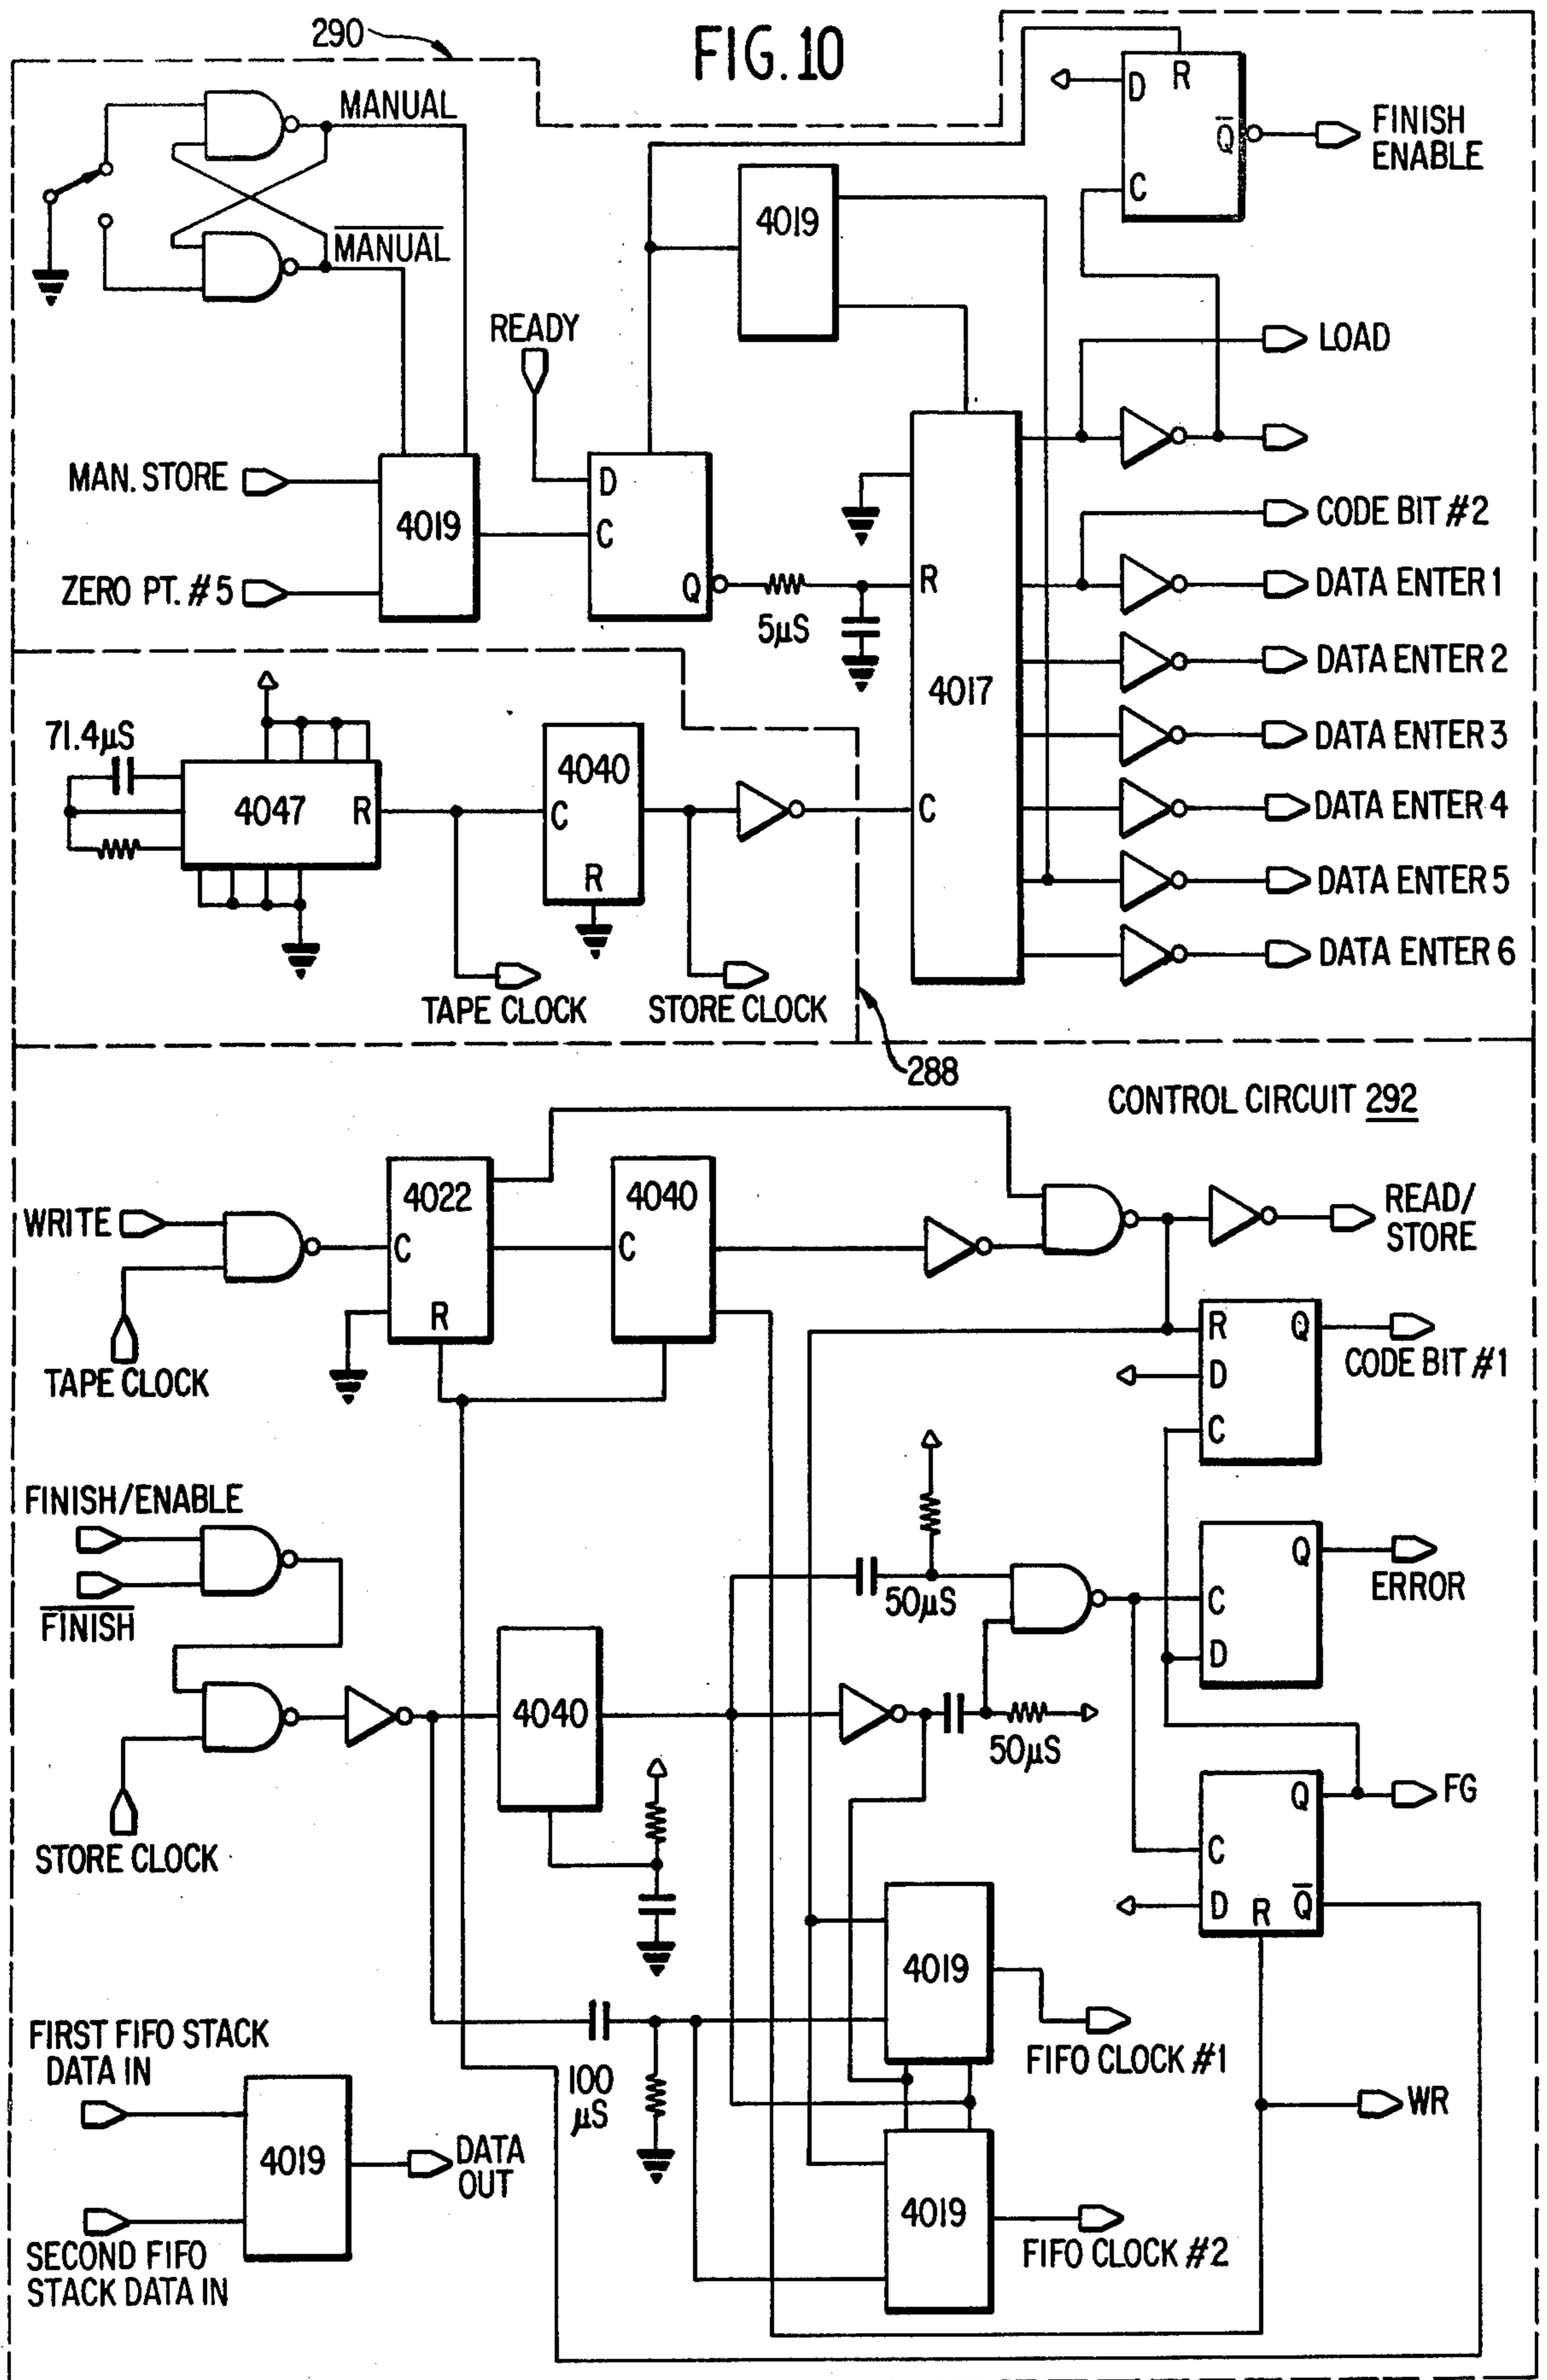 FIG. 10
290
MANUAL
MANUAL
D
R
Q
C
FINISH
ENABLE
4019
READY
LOAD
MAN. STORE
4019
ZERO PT. #5
D
C
Q
5µS
R
4017
C
CODE BIT #2
DATA ENTER 1
DATA ENTER 2
DATA ENTER 3
DATA ENTER 4
DATA ENTER 5
DATA ENTER 6
71.4µS
4047
R
4040
C
R
TAPE CLOCK
STORE CLOCK
288
CONTROL CIRCUIT 292
WRITE
4022
C
R
4040
C
READ/
STORE
TAPE CLOCK
R
Q
D
C
CODE BIT #1
FINISH/ENABLE
FINISH
50µS
Q
C
D
ERROR
4040
50µS
STORE CLOCK
Q
C
D
R
Q
FG
4019
FIRST FIFO STACK
DATA IN
100
µS
FIFO CLOCK #1
WR
4019
DATA
OUT
4019
SECOND FIFO
STACK DATA IN
FIFO CLOCK #2